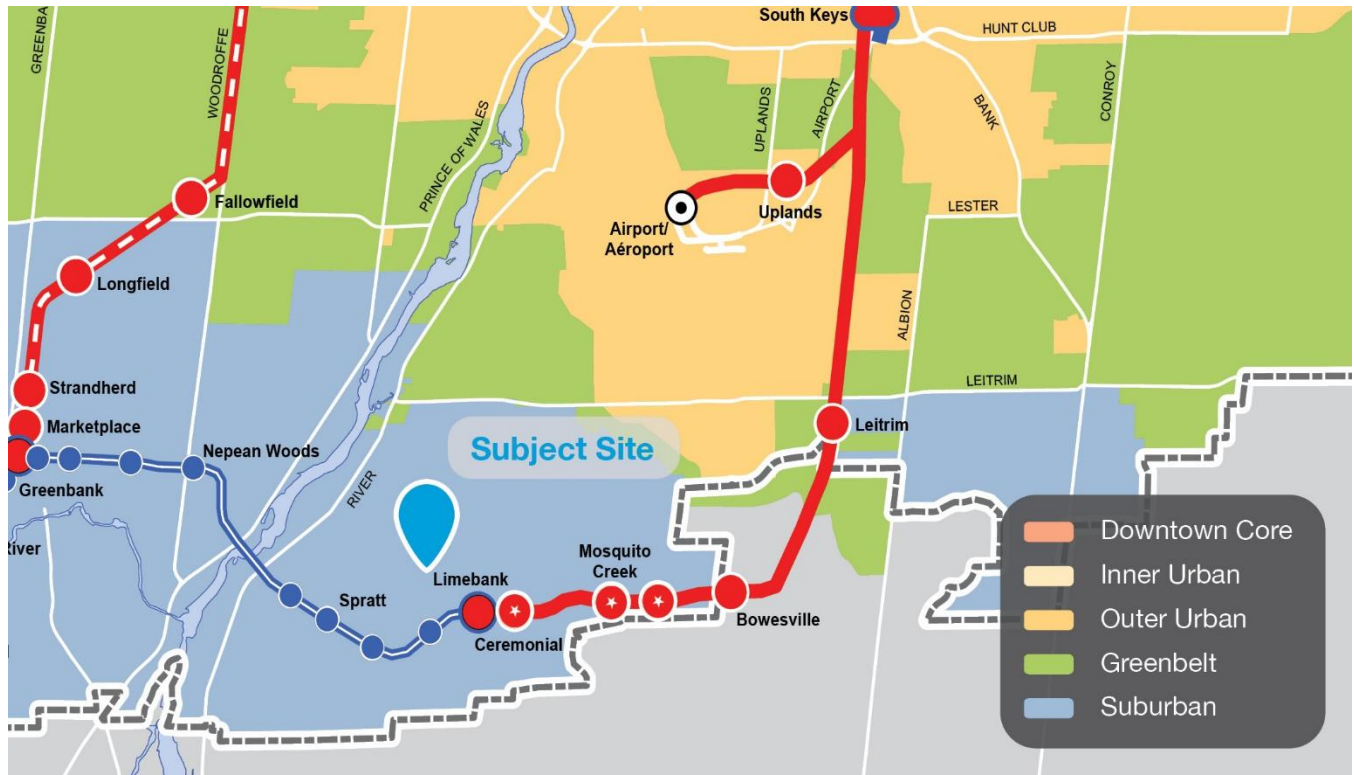 South Keys
HUNT CLUB
GREENBA
WOODROFFE
PRINCE OF WALES
UPLANDS
AIRPORT
BANK
CONROY
Fallowfield
Uplands
LESTER
Airport/
Aéroport
Longfield
ALBION
Strandherd
LEITRIM
Marketplace
Leitrim
Subject Site
Nepean Woods
Greenbank
RIVER
River
Mosquito
Creek
Limebank
Spratt
Ceremonial
Bowesville
Downtown Core
Inner Urban
Outer Urban
Greenbelt
Suburban